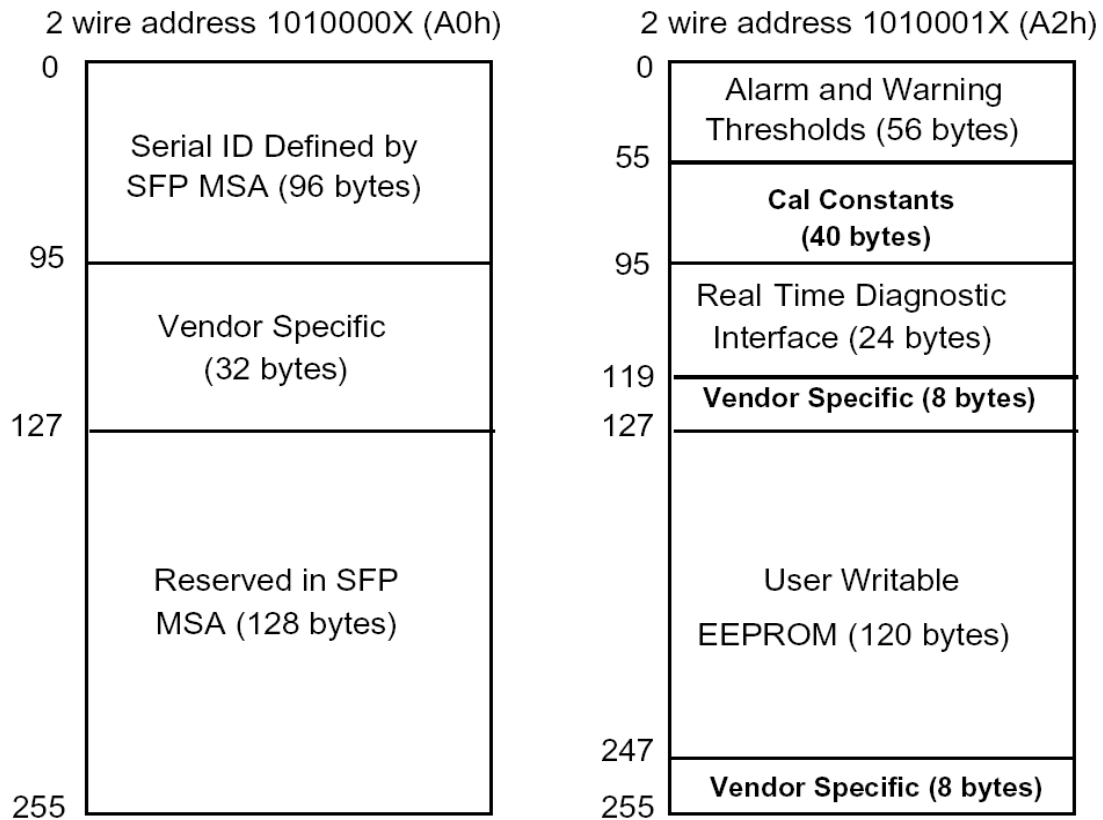 2 wire address 1010000X (A0h)
0
Serial ID Defined by
SFP MSA (96 bytes)
95
Vendor Specific
(32 bytes)
127
Reserved in SFP
MSA (128 bytes)
255
2 wire address 1010001X (A2h)
0
Alarm and Warning
Thresholds (56 bytes)
55
Cal Constants
(40 bytes)
95
Real Time Diagnostic
Interface (24 bytes)
119
Vendor Specific (8 bytes)
127
User Writable
EEPROM (120 bytes)
247
Vendor Specific (8 bytes)
255